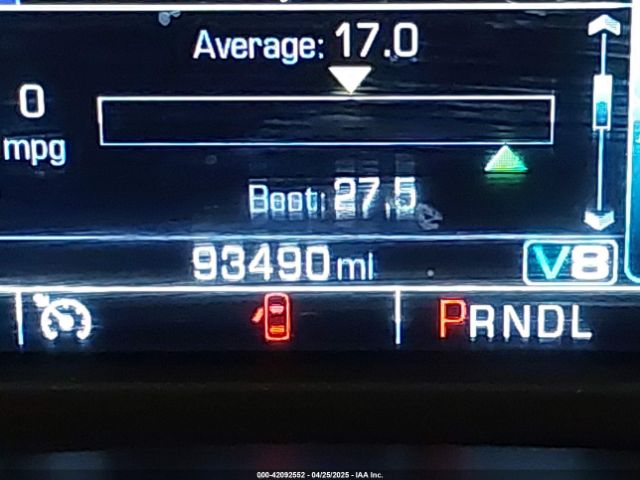 Average: 17.0
0
mpg
Best: 27.5
93490 mi
V8
PRNDL
000-42092552 - 04/25/2025 - IAA Inc.